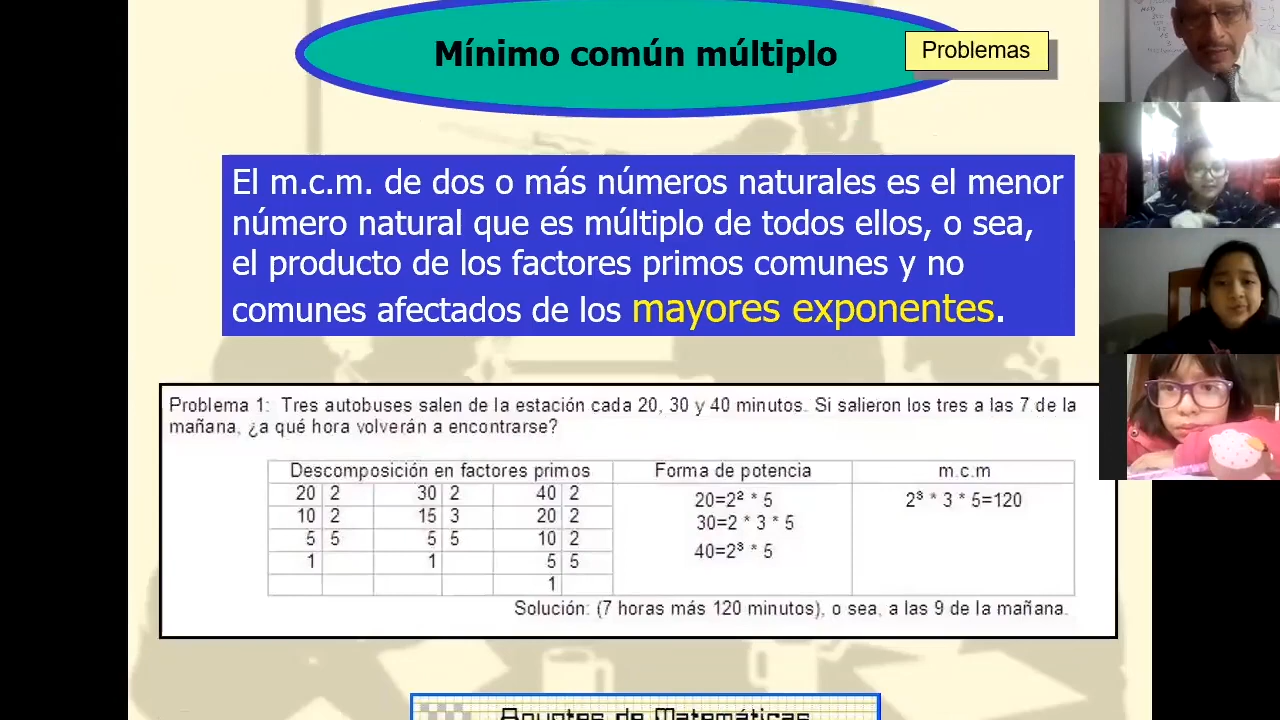 Mínimo común múltiplo
Problemas
El m.c.m. de dos o más números naturales es el menor
número natural que es múltiplo de todos ellos, o sea,
el producto de los factores primos comunes y no
comunes afectados de los mayores exponentes.
Problema 1: Tres autobuses salen de la estación cada 20, 30 y 40 minutos. Si salieron los tres a las 7 de la
mañana, ¿a qué hora volverán a encontrarse?
Descomposición en factores primos Forma de potencia m.c.m
20 2 30 2 40 2 20=2² * 5 2³ * 3 * 5=120
10 2 15 3 20 2 30=2 * 3 * 5
5 5 5 5 10 2 40=2³ * 5
1 1 5 5
1
Solución: (7 horas más 120 minutos), o sea, a las 9 de la mañana.
Apuntes de Matemáticas